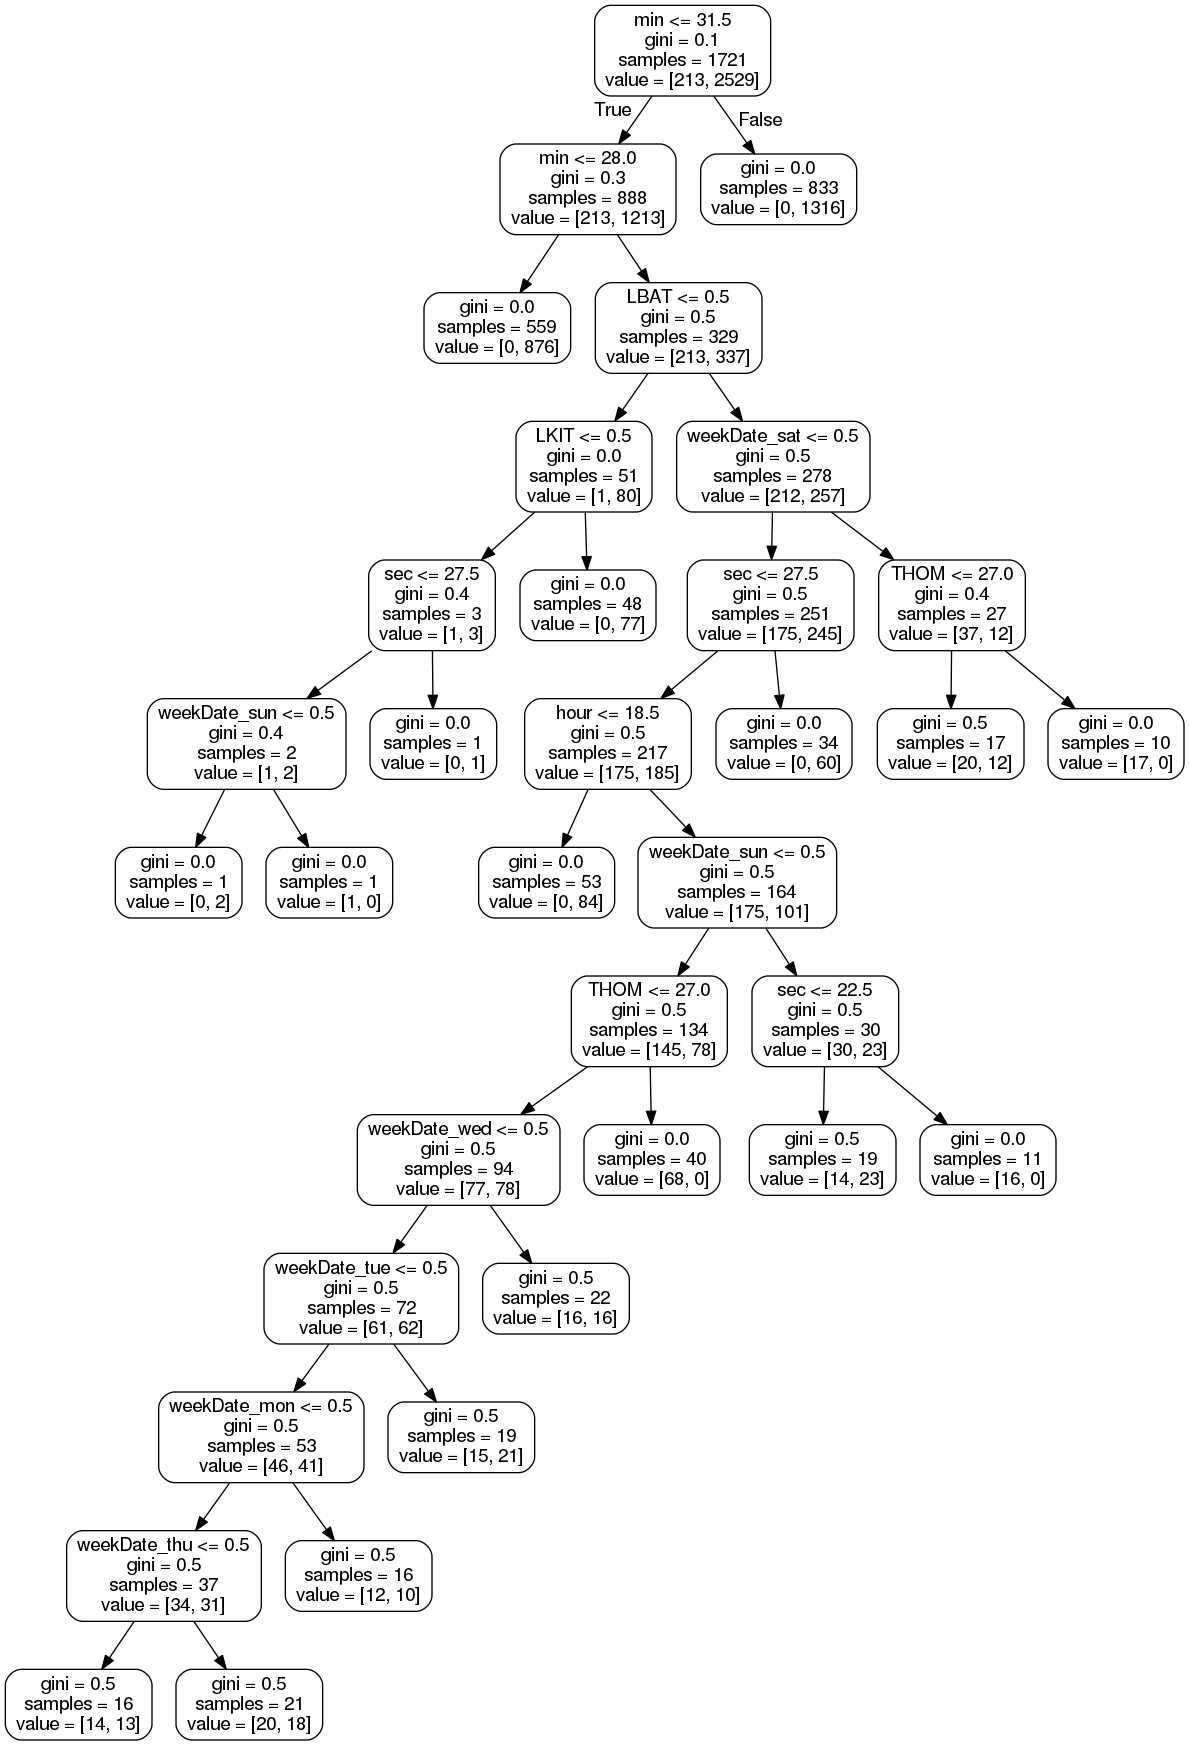 min <= 31.5
gini = 0.1
samples = 1721
value = [213, 2529]
True
False
min <= 28.0
gini = 0.3
samples = 888
value = [213, 1213]
gini = 0.0
samples = 833
value = [0, 1316]
gini = 0.0
samples = 559
value = [0, 876]
LBAT <= 0.5
gini = 0.5
samples = 329
value = [213, 337]
LKIT <= 0.5
gini = 0.0
samples = 51
value = [1, 80]
weekDate_sat <= 0.5
gini = 0.5
samples = 278
value = [212, 257]
sec <= 27.5
gini = 0.4
samples = 3
value = [1, 3]
gini = 0.0
samples = 48
value = [0, 77]
sec <= 27.5
gini = 0.5
samples = 251
value = [175, 245]
THOM <= 27.0
gini = 0.4
samples = 27
value = [37, 12]
weekDate_sun <= 0.5
gini = 0.4
samples = 2
value = [1, 2]
gini = 0.0
samples = 1
value = [0, 1]
hour <= 18.5
gini = 0.5
samples = 217
value = [175, 185]
gini = 0.0
samples = 34
value = [0, 60]
gini = 0.5
samples = 17
value = [20, 12]
gini = 0.0
samples = 10
value = [17, 0]
gini = 0.0
samples = 1
value = [0, 2]
gini = 0.0
samples = 1
value = [1, 0]
gini = 0.0
samples = 53
value = [0, 84]
weekDate_sun <= 0.5
gini = 0.5
samples = 164
value = [175, 101]
THOM <= 27.0
gini = 0.5
samples = 134
value = [145, 78]
sec <= 22.5
gini = 0.5
samples = 30
value = [30, 23]
weekDate_wed <= 0.5
gini = 0.5
samples = 94
value = [77, 78]
gini = 0.0
samples = 40
value = [68, 0]
gini = 0.5
samples = 19
value = [14, 23]
gini = 0.0
samples = 11
value = [16, 0]
weekDate_tue <= 0.5
gini = 0.5
samples = 72
value = [61, 62]
gini = 0.5
samples = 22
value = [16, 16]
weekDate_mon <= 0.5
gini = 0.5
samples = 53
value = [46, 41]
gini = 0.5
samples = 19
value = [15, 21]
weekDate_thu <= 0.5
gini = 0.5
samples = 37
value = [34, 31]
gini = 0.5
samples = 16
value = [12, 10]
gini = 0.5
samples = 16
value = [14, 13]
gini = 0.5
samples = 21
value = [20, 18]